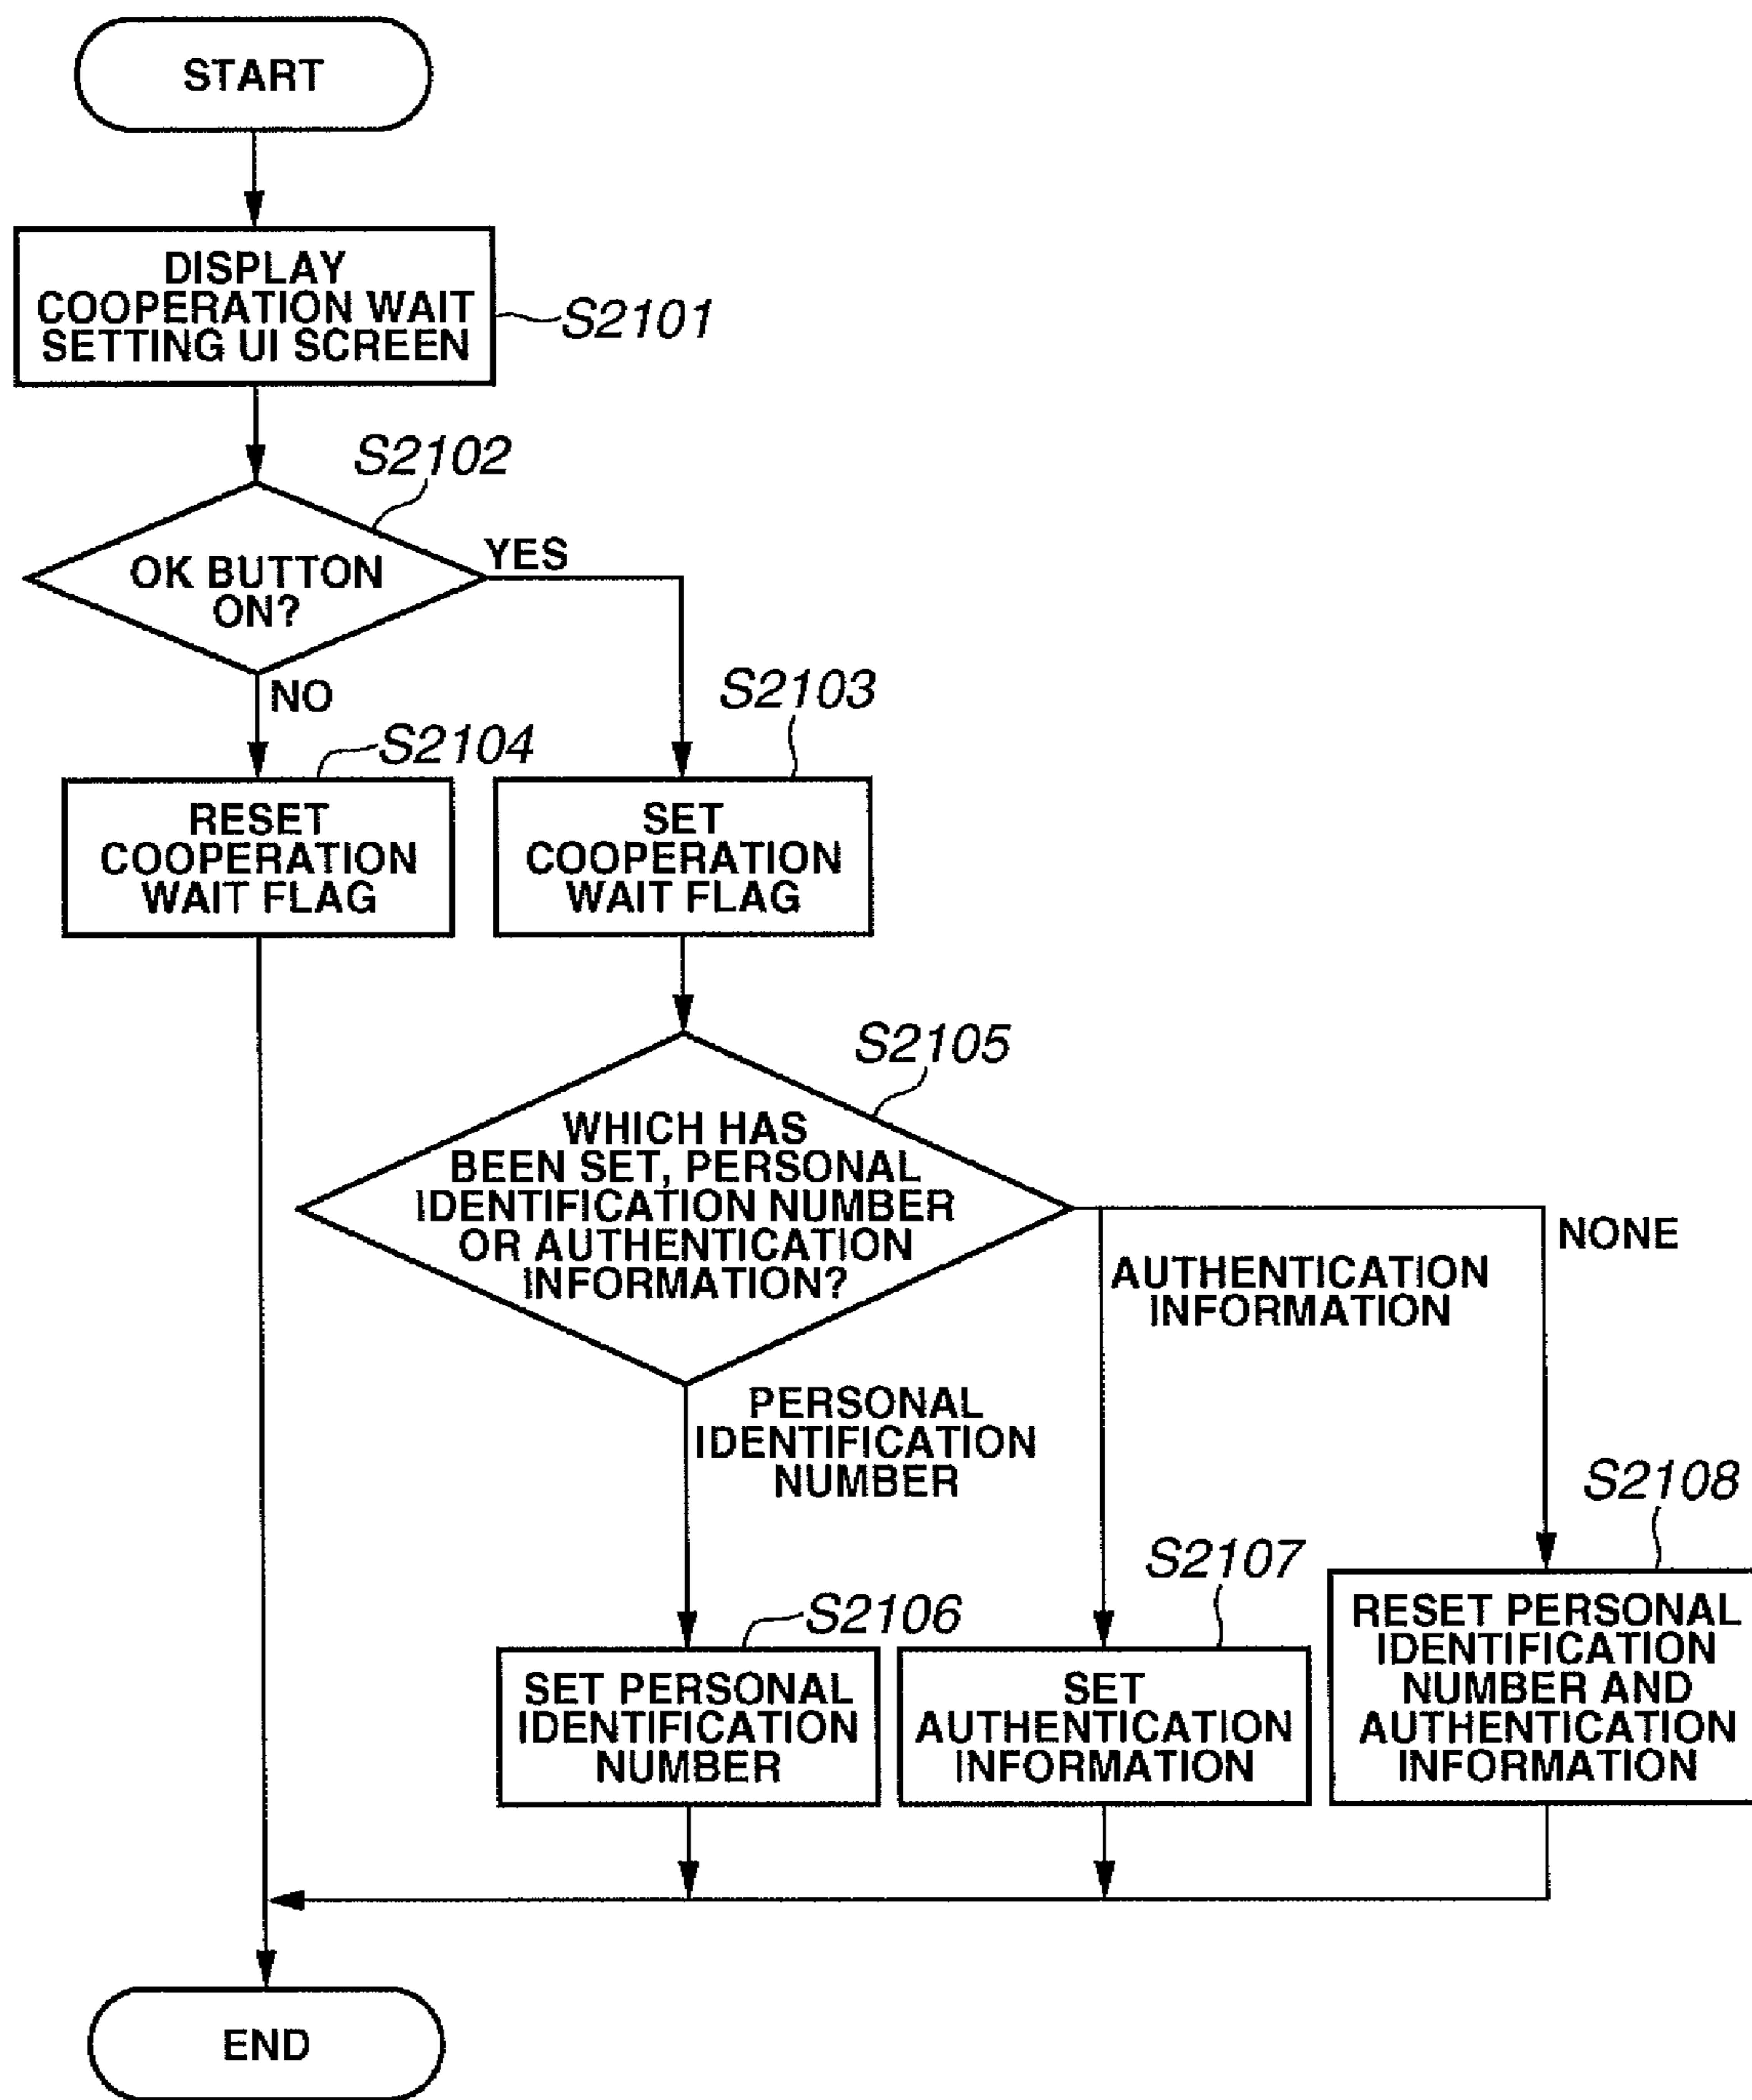 START
DISPLAY
COOPERATION WAIT
SETTING UI SCREEN
S2101
S2102
OK BUTTON
ON?
YES
NO
S2103
S2104
RESET
COOPERATION
WAIT FLAG
SET
COOPERATION
WAIT FLAG
S2105
WHICH HAS
BEEN SET, PERSONAL
IDENTIFICATION NUMBER
OR AUTHENTICATION
INFORMATION?
NONE
AUTHENTICATION
INFORMATION
PERSONAL
IDENTIFICATION
NUMBER
S2106
SET PERSONAL
IDENTIFICATION
NUMBER
S2107
SET
AUTHENTICATION
INFORMATION
S2108
RESET PERSONAL
IDENTIFICATION
NUMBER AND
AUTHENTICATION
INFORMATION
END